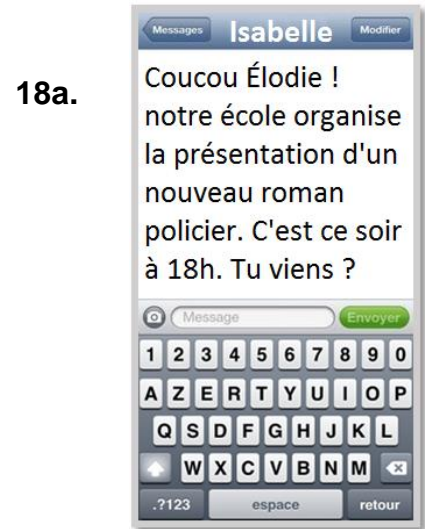 18a.
Messages Isabelle Modifier
Coucou Élodie !
notre école organise
la présentation d'un
nouveau roman
policier. C'est ce soir
à 18h. Tu viens ?
Message Envoyer
1 2 3 4 5 6 7 8 9 0
A Z E R T Y U I O P
Q S D F G H J K L
W X C V B N M
.?123 espace retour